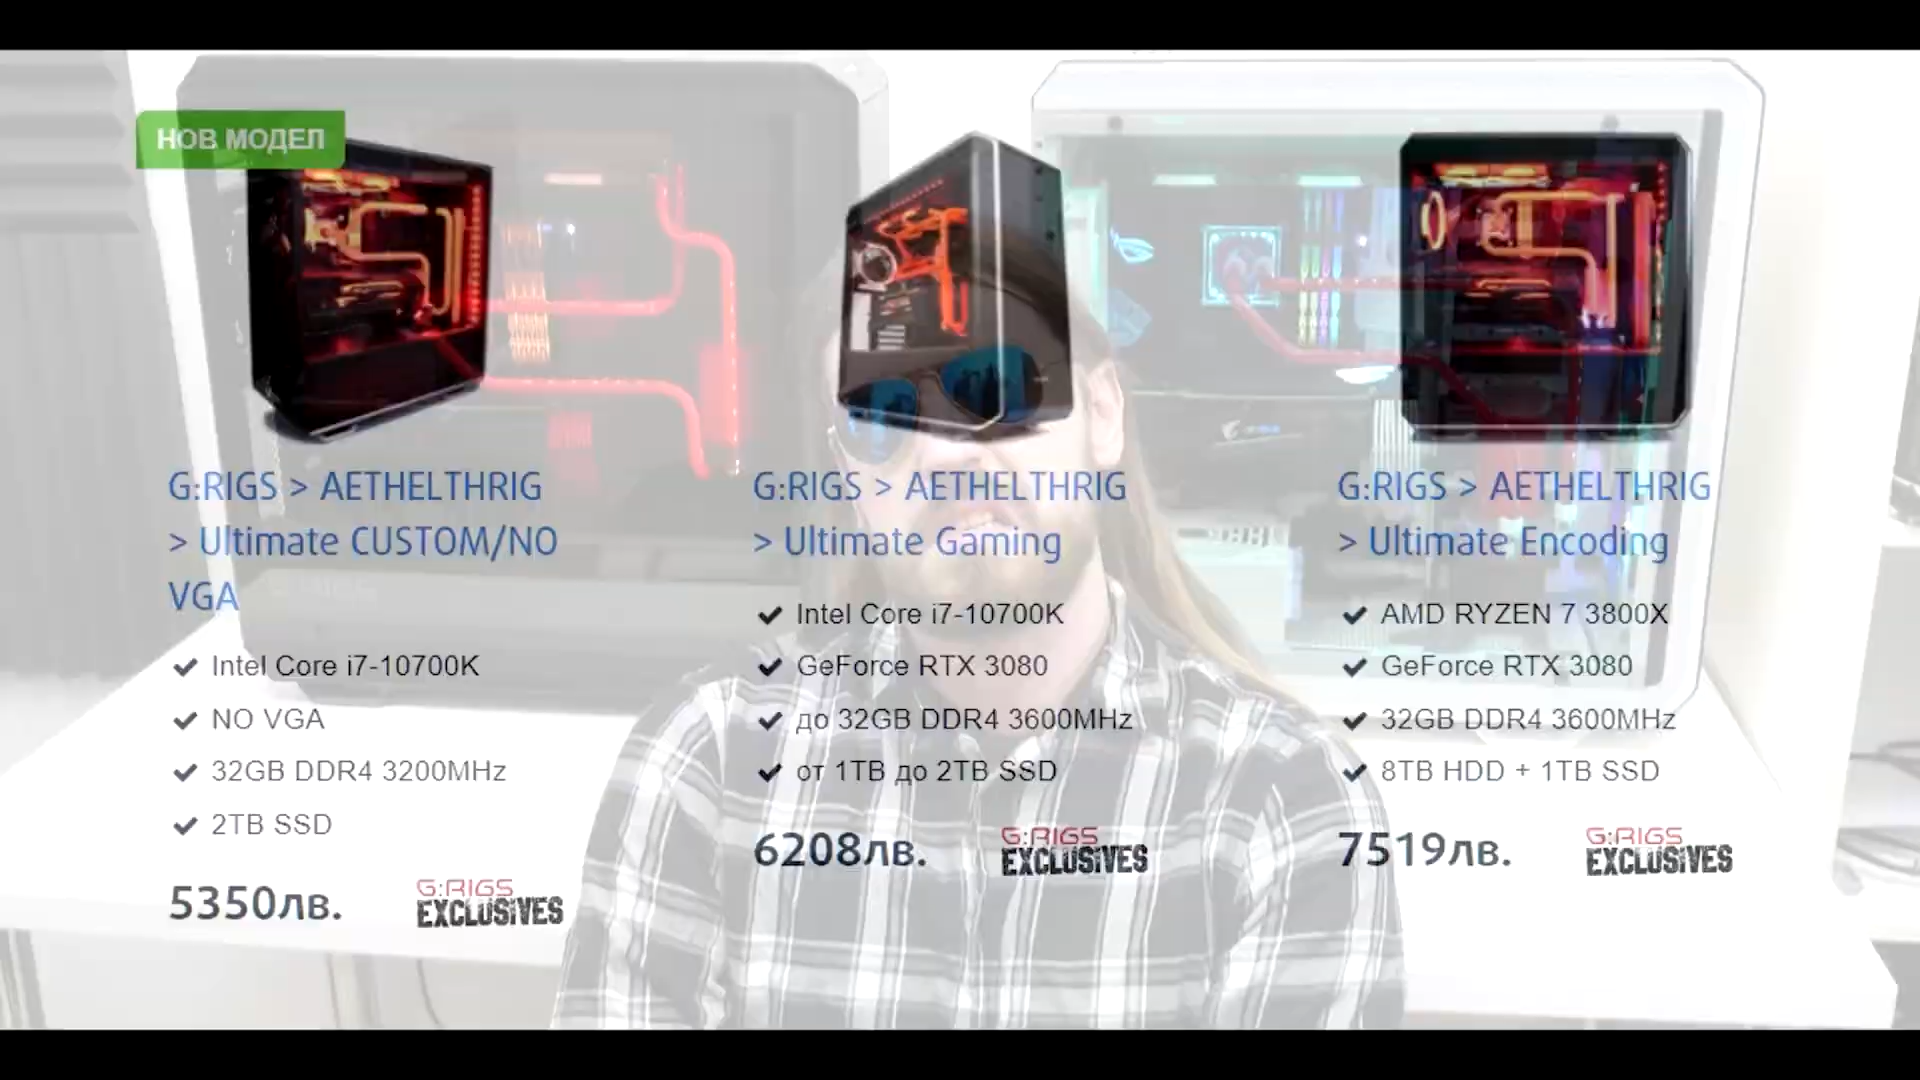 НОВ МОДЕЛ
G:RIGS > AETHELTHRIG
> Ultimate CUSTOM/NO
VGA
✔ Intel Core i7-10700K
✔ NO VGA
✔ 32GB DDR4 3200MHz
✔ 2TB SSD
5350лв.
G:RIGS
EXCLUSIVES
G:RIGS > AETHELTHRIG
> Ultimate Gaming
✔ Intel Core i7-10700K
✔ GeForce RTX 3080
✔ до 32GB DDR4 3600MHz
✔ от 1TB до 2TB SSD
6208лв.
G:RIGS
EXCLUSIVES
G:RIGS > AETHELTHRIG
> Ultimate Encoding
✔ AMD RYZEN 7 3800X
✔ GeForce RTX 3080
✔ 32GB DDR4 3600MHz
✔ 8TB HDD + 1TB SSD
7519лв.
G:RIGS
EXCLUSIVES